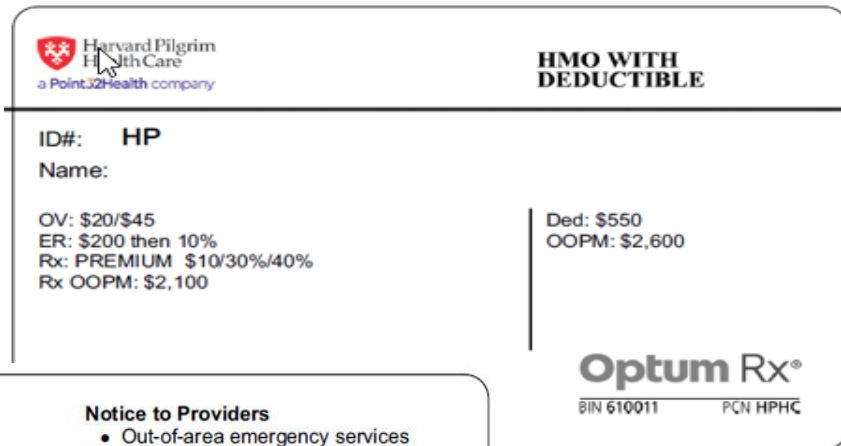 Harvard Pilgrim
Health Care
a Point32Health company
HMO WITH
DEDUCTIBLE
ID#: HP
Name:
OV: $20/$45
ER: $200 then 10%
Rx: PREMIUM $10/30%/40%
Rx OOPM: $2,100
Ded: $550
OOPM: $2,600
Optum Rx®
BIN 610011 PCN HPHC
Notice to Providers
• Out-of-area emergency services